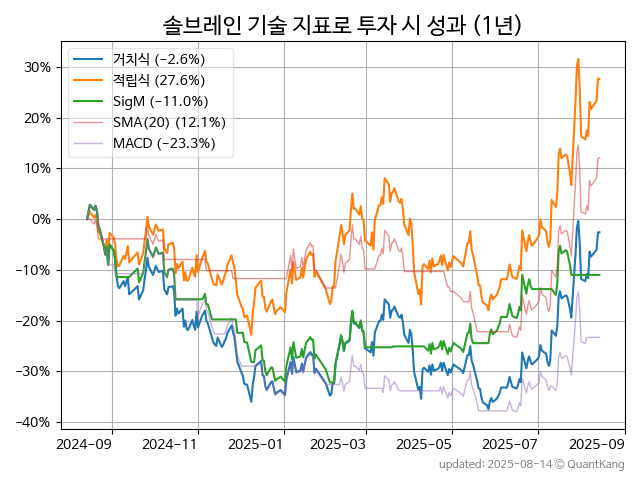 솔브레인 기술 지표로 투자 시 성과 (1년)
거치식 (−2.6%)
적립식 (27.6%)
SigM (−11.0%)
SMA(20) (12.1%)
MACD (−23.3%)
30%
20%
10%
0%
−10%
−20%
−30%
−40%
2024-09
2024-11
2025-01
2025-03
2025-05
2025-07
2025-09
updated: 2025-08-14 © QuantKang